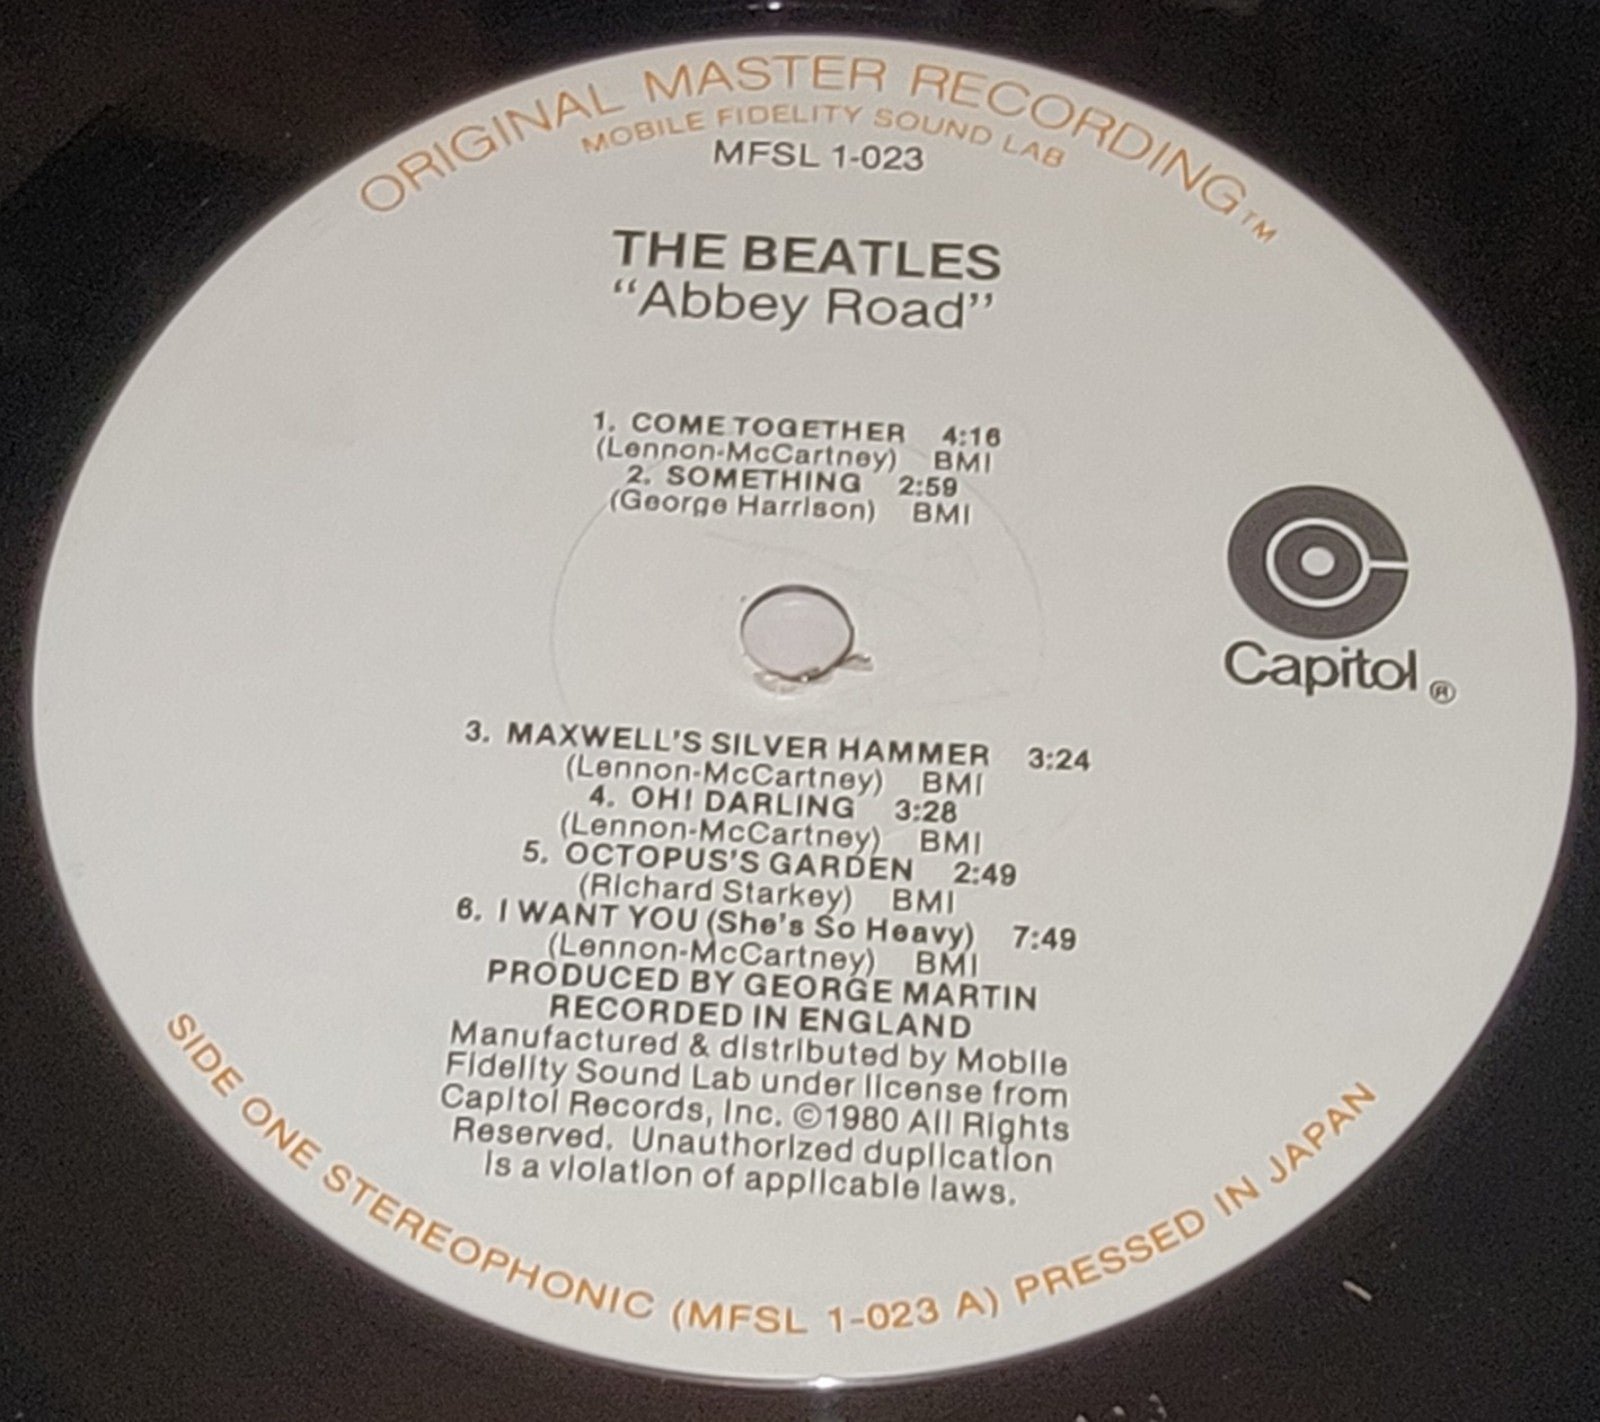 ORIGINAL MASTER RECORDING™
MOBILE FIDELITY SOUND LAB
MFSL 1-023
THE BEATLES
“Abbey Road”
1. COME TOGETHER 4:16
(Lennon-McCartney) BMI
2. SOMETHING 2:59
(George Harrison) BMI
Capitol ®
3. MAXWELL'S SILVER HAMMER 3:24
(Lennon-McCartney) BMI
4. OH! DARLING 3:28
(Lennon-McCartney) BMI
5. OCTOPUS'S GARDEN 2:49
(Richard Starkey) BMI
6. I WANT YOU (She's So Heavy) 7:49
(Lennon-McCartney) BMI
PRODUCED BY GEORGE MARTIN
RECORDED IN ENGLAND
Manufactured & distributed by Mobile
Fidelity Sound Lab under license from
Capitol Records, Inc. ©1980 All Rights
Reserved. Unauthorized duplication
is a violation of applicable laws.
SIDE ONE STEREOPHONIC (MFSL 1-023 A) PRESSED IN JAPAN